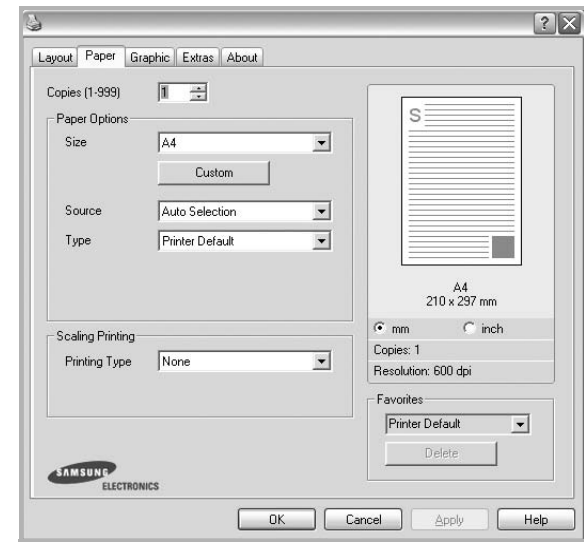 Layout Paper Graphic Extras About
Copies (1-999) 1
Paper Options
Size A4
Custom
Source Auto Selection
Type Printer Default
Scaling Printing
Printing Type None
SAMSUNG
ELECTRONICS
S
A4
210 x 297 mm
mm inch
Copies: 1
Resolution: 600 dpi
Favorites
Printer Default
Delete
OK Cancel Apply Help